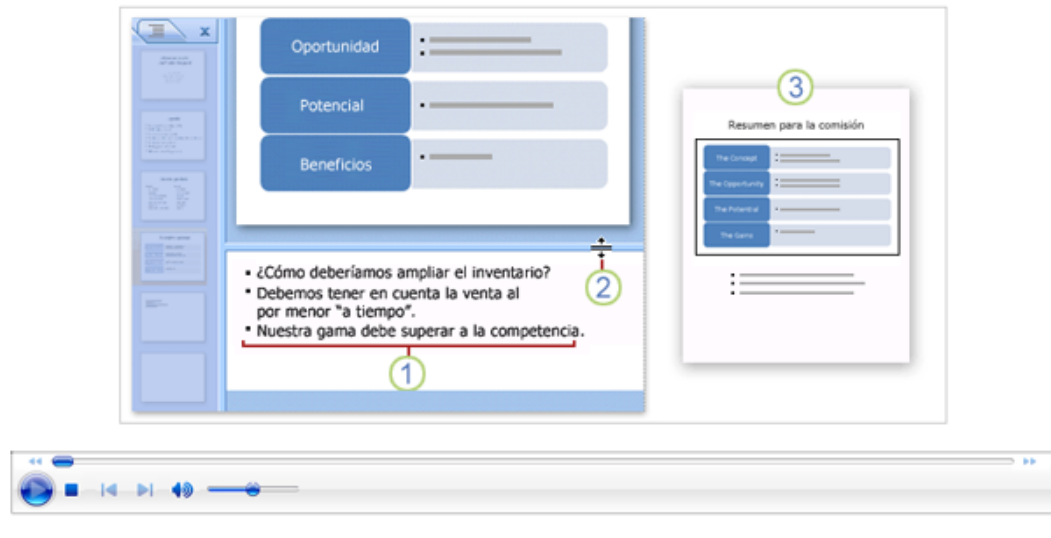 x
Oportunidad
Potencial
Beneficios
2
▪ ¿Cómo deberíamos ampliar el inventario?
▪ Debemos tener en cuenta la venta al
por menor “a tiempo”.
▪ Nuestra gama debe superar a la competencia.
1
3
Resumen para la comisión
The Concept
The Opportunity
The Potential
The Gains